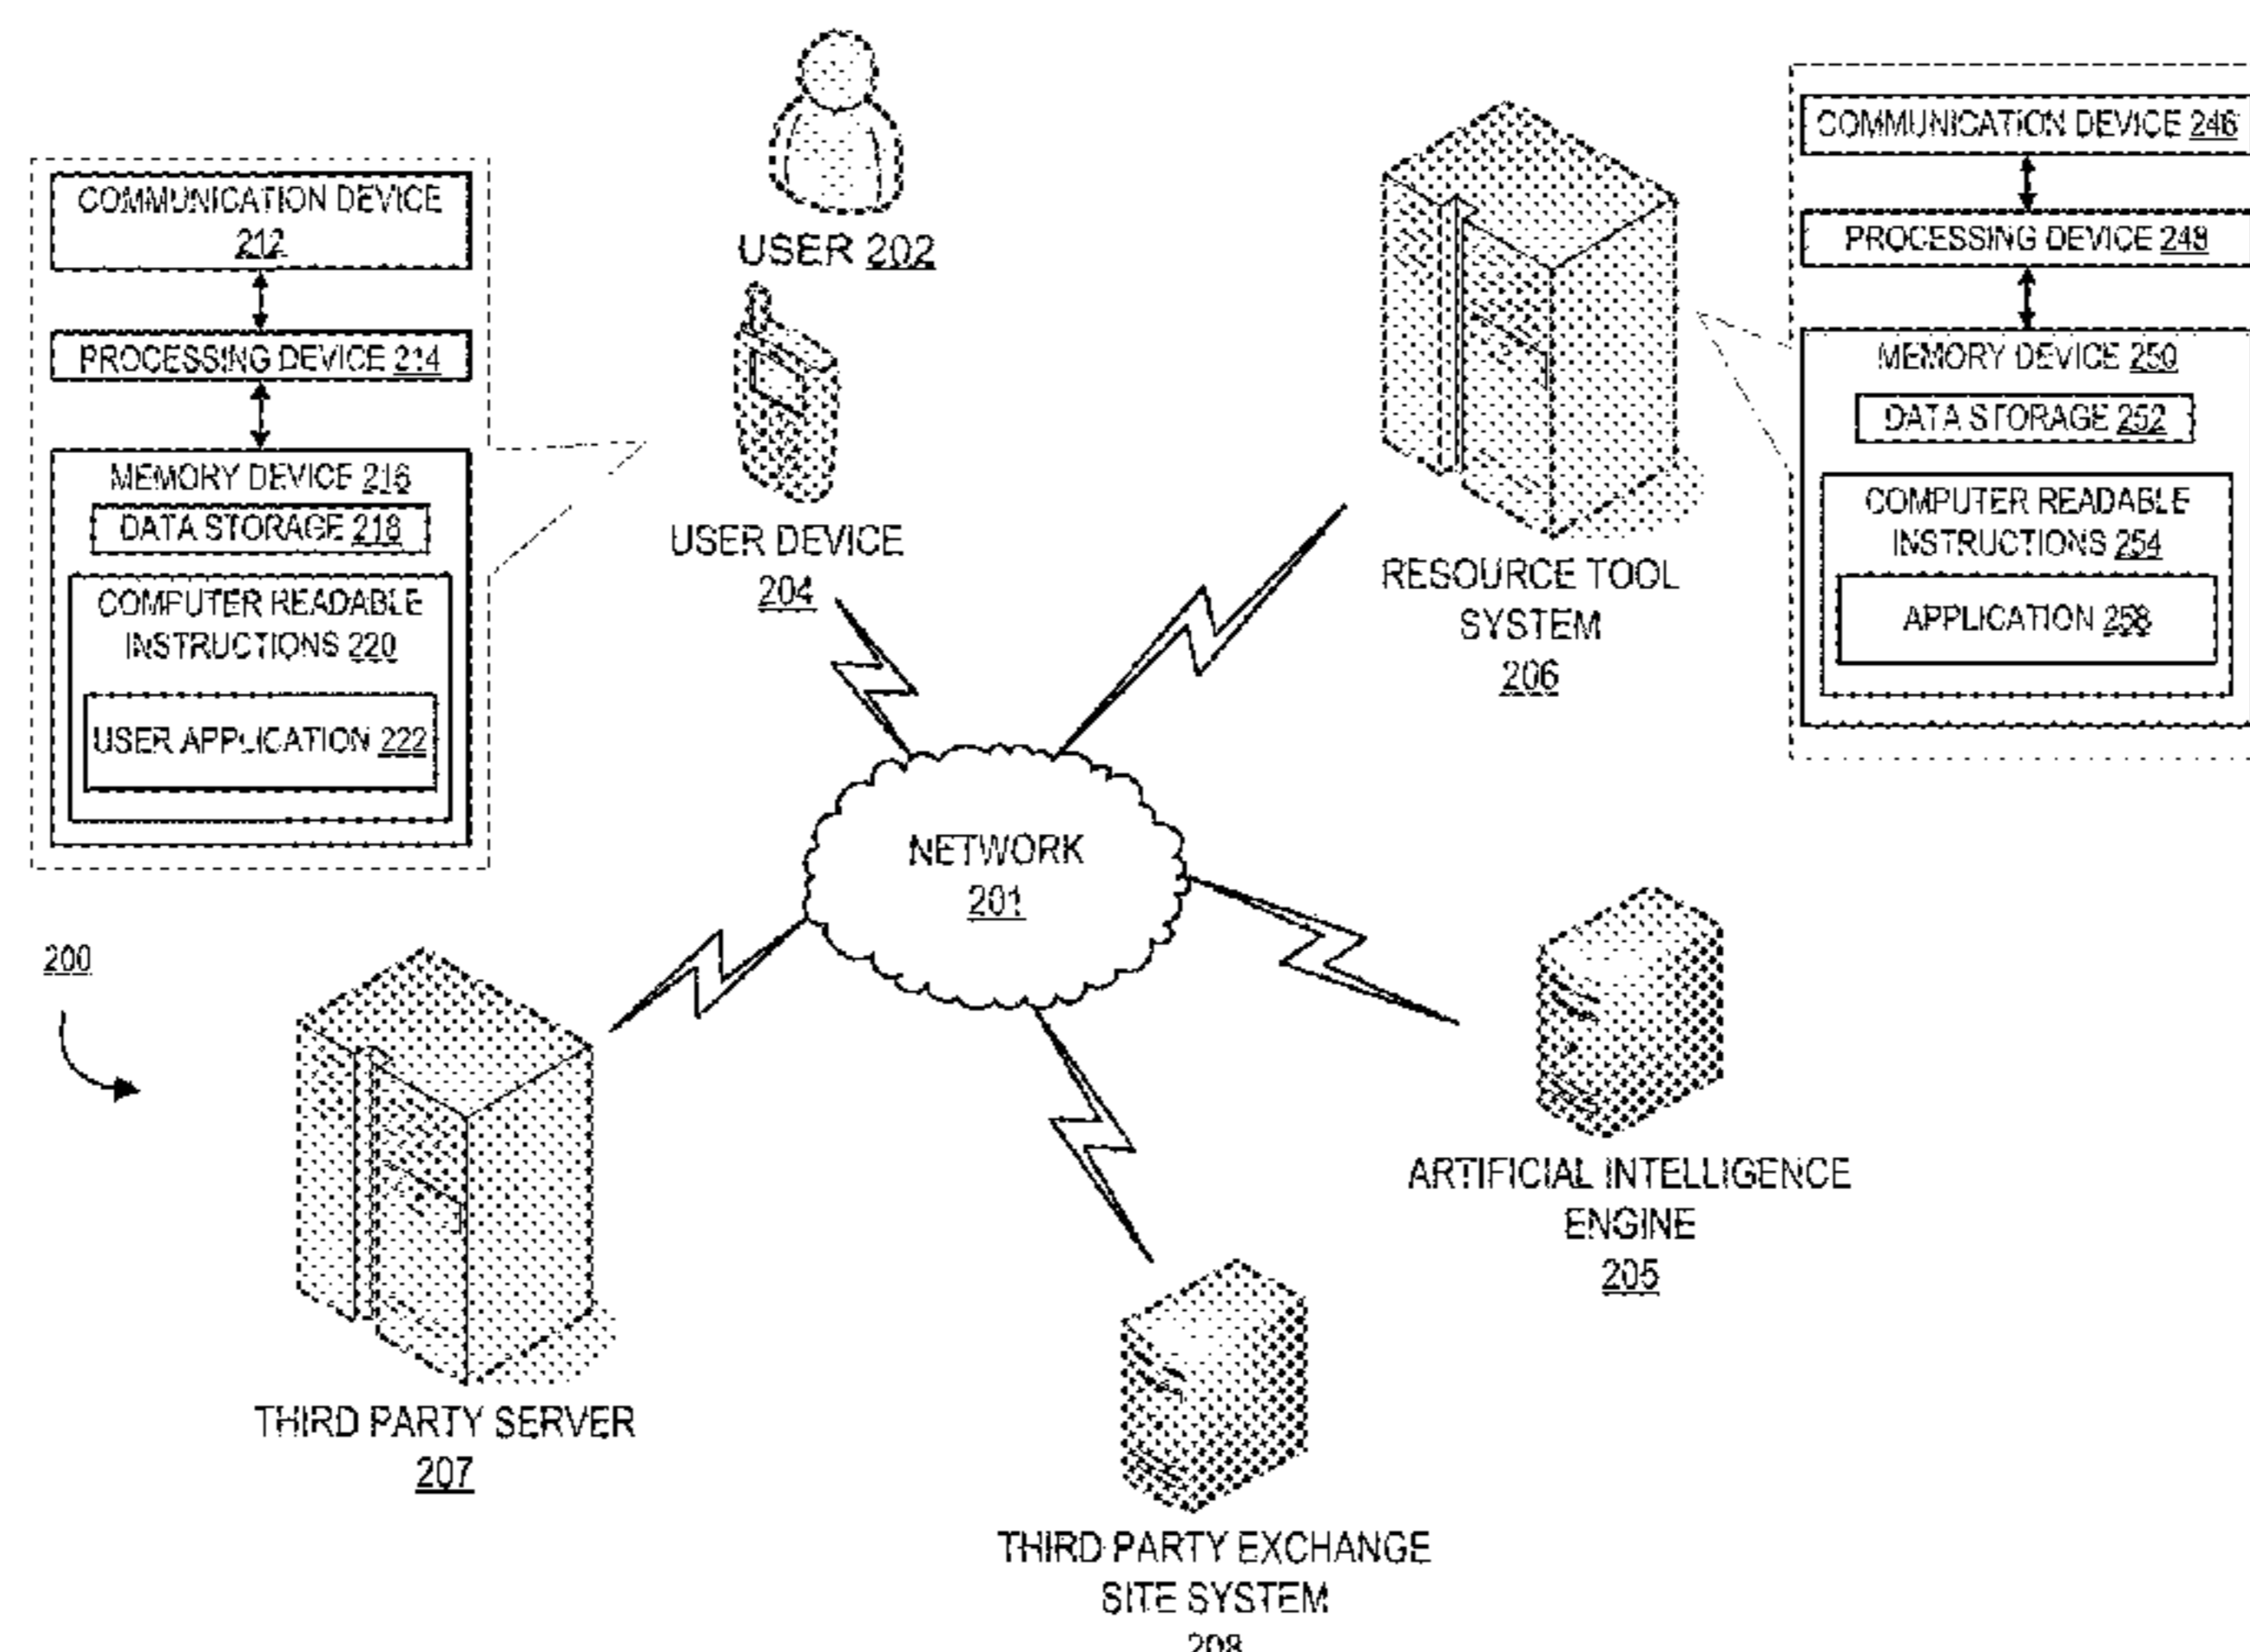 USER 202
COMMUNICATION DEVICE
212
PROCESSING DEVICE 214
MEMORY DEVICE 216
DATA STORAGE 218
COMPUTER READABLE
INSTRUCTIONS 220
USER APPLICATION 222
USER DEVICE
204
RESOURCE TOOL
SYSTEM
206
COMMUNICATION DEVICE 246
PROCESSING DEVICE 248
MEMORY DEVICE 250
DATA STORAGE 252
COMPUTER READABLE
INSTRUCTIONS 254
APPLICATION 258
NETWORK
201
200
THIRD PARTY SERVER
207
ARTIFICIAL INTELLIGENCE
ENGINE
205
THIRD PARTY EXCHANGE
SITE SYSTEM
208